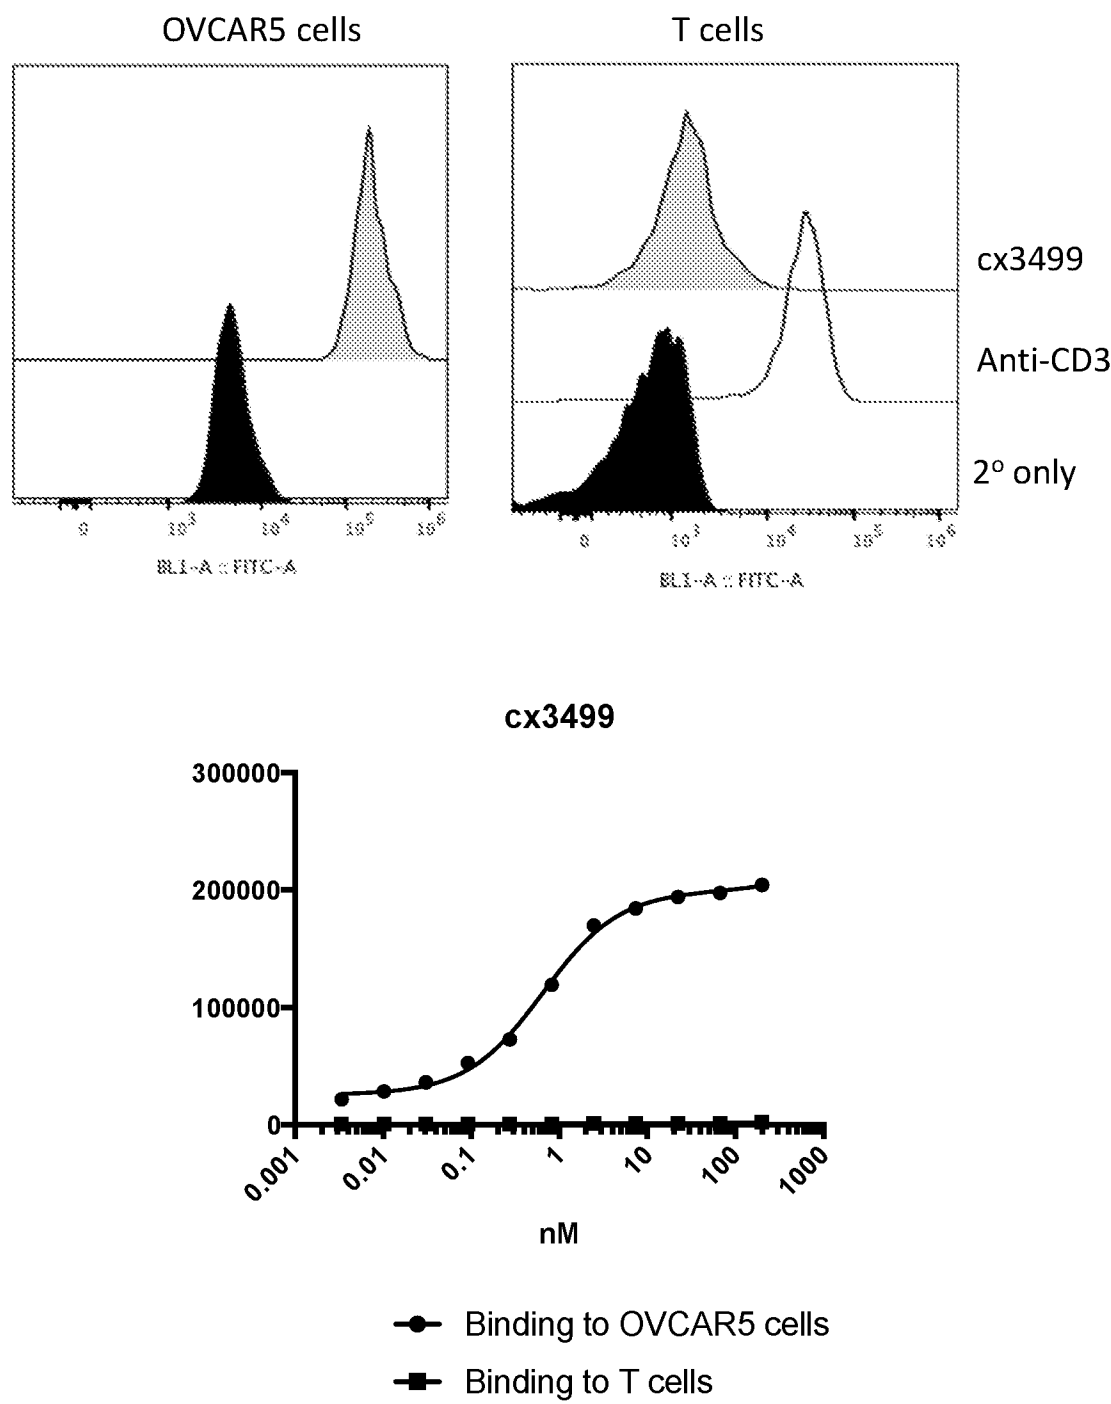 OVCAR5 cells
T cells
cx3499
Anti-CD3
2º only
0 10³ 10⁴ 10⁵ 10⁶
BL1-A :: FITC-A
0 10³ 10⁴ 10⁵ 10⁶
BL1-A :: FITC-A
cx3499
300000
200000
100000
0
0.001 0.01 0.1 1 10 100 1000
nM
Binding to OVCAR5 cells
Binding to T cells